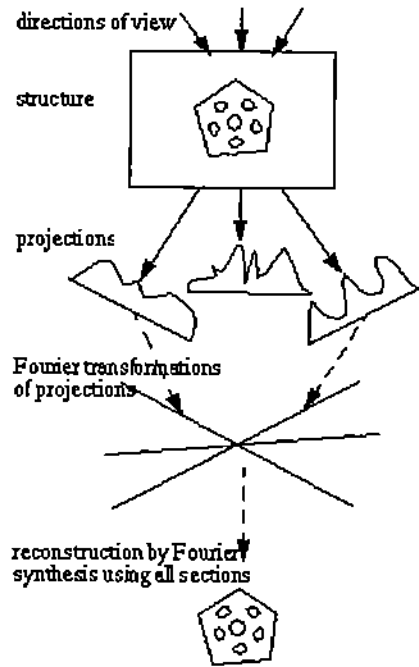 directions of view
structure
projections
Fourier transformations
of projections
reconstruction by Fourier
synthesis using all sections